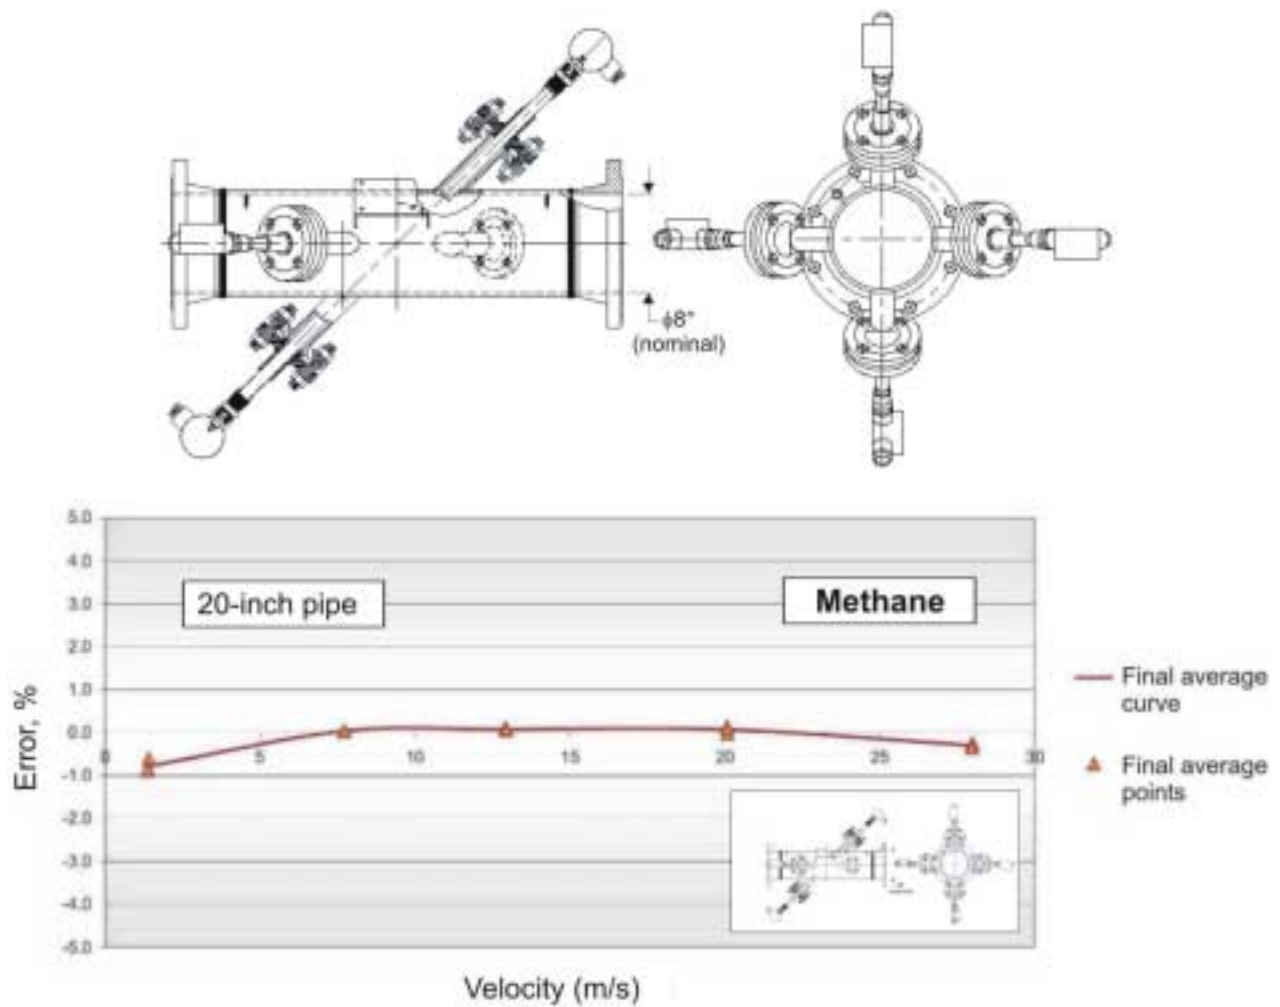 ϕ8"
(nominal)
5.0
4.0
3.0
2.0
1.0
0.0
-1.0
-2.0
-3.0
-4.0
-5.0
Error, %
20-inch pipe
Methane
0
5
10
15
20
25
30
Velocity (m/s)
Final average
curve
Final average
points